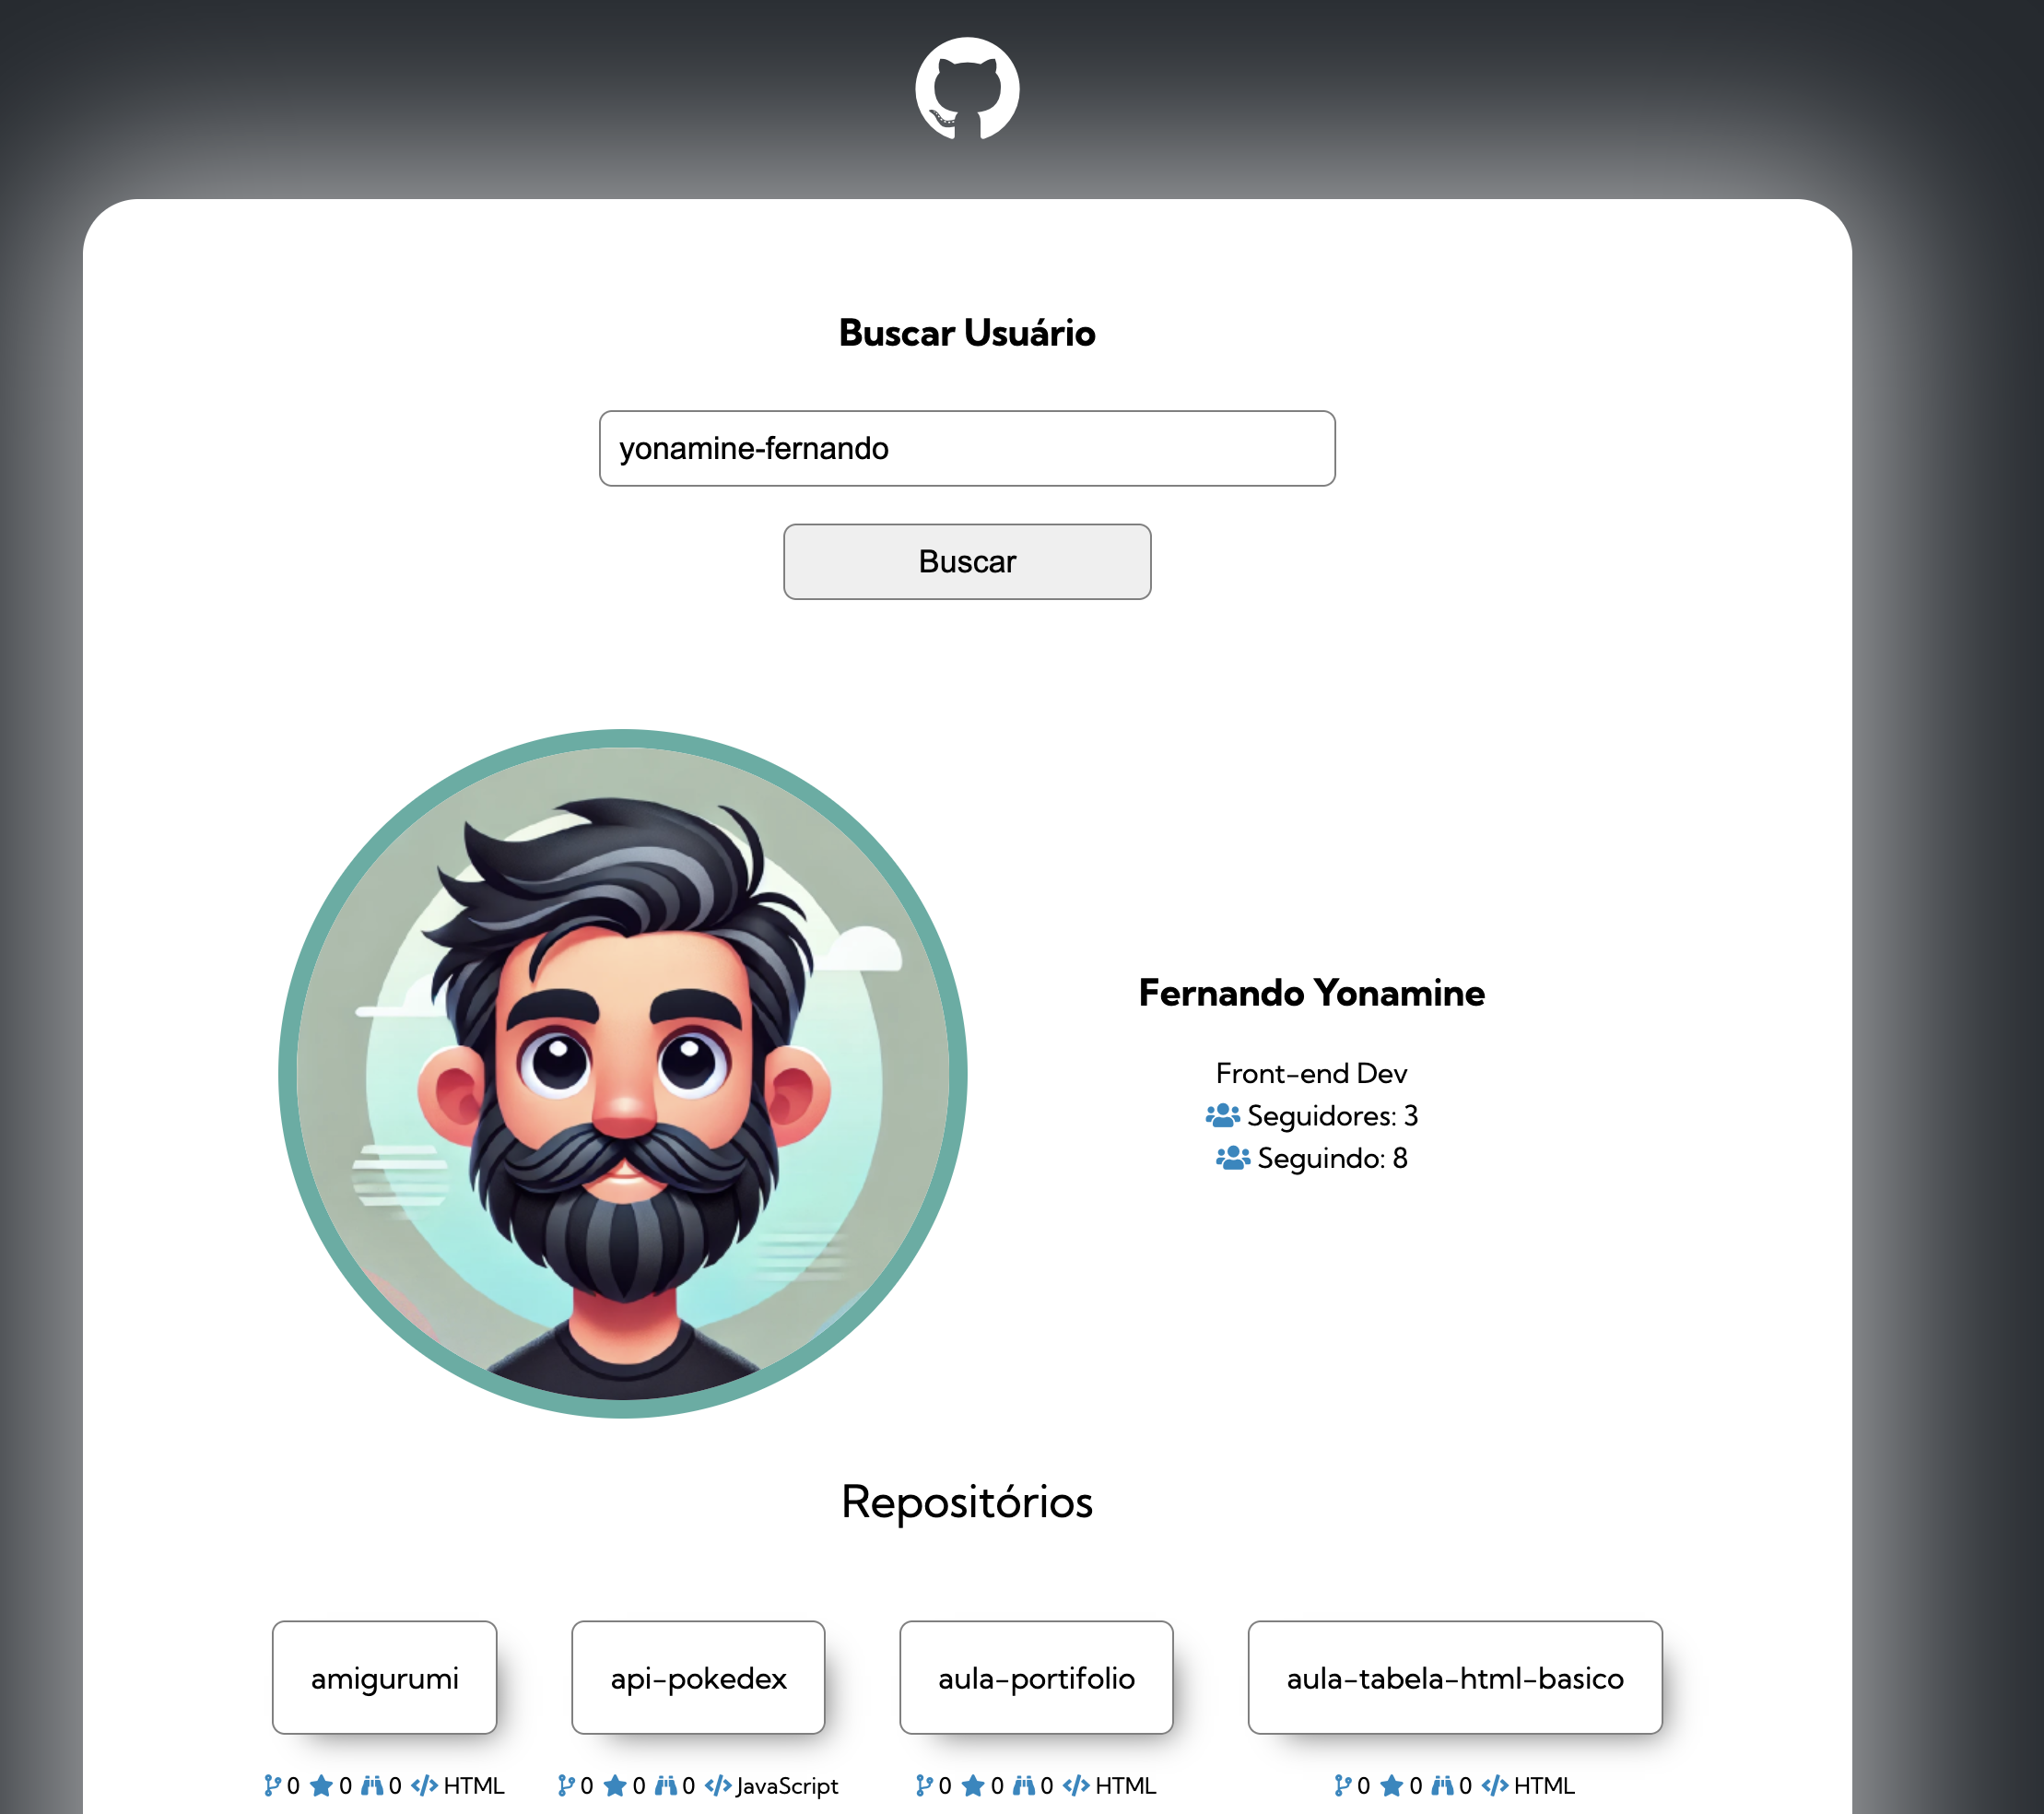 Buscar Usuário
yonamine-fernando
Buscar
Fernando Yonamine
Front-end Dev
Seguidores: 3
Seguindo: 8
Repositórios
amigurumi
api-pokedex
aula-portifolio
aula-tabela-html-basico
0 0 0 HTML
0 0 0 JavaScript
0 0 0 HTML
0 0 0 HTML